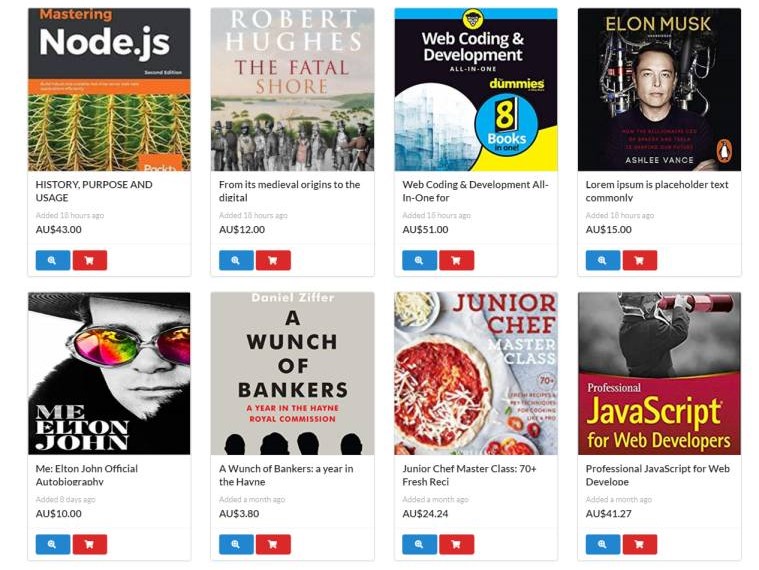 Mastering
Node.js
Second Edition
Packt
HISTORY, PURPOSE AND
USAGE
Added 18 hours ago
AU$43.00
ROBERT
HUGHES
THE FATAL
SHORE
From its medieval origins to the
digital
Added 18 hours ago
AU$12.00
Web Coding &
Development
ALL-IN-ONE
dummies
8
Books
in one!
Web Coding & Development All-
In-One for
Added 18 hours ago
AU$51.00
ELON MUSK
HOW THE BILLIONAIRE CEO
OF SPACEX AND TESLA
IS SHAPING OUR FUTURE
ASHLEE VANCE
Lorem ipsum is placeholder text
commonly
Added 18 hours ago
AU$15.00
ME
ELTON
JOHN
Me: Elton John Official
Autobiography
Added 8 days ago
AU$10.00
Daniel Ziffer
A
WUNCH
OF
BANKERS
A YEAR IN THE HAYNE
ROYAL COMMISSION
A Wunch of Bankers: a year in
the Hayne
Added a month ago
AU$3.80
JUNIOR
CHEF
MASTER
CLASS
70+
FRESH RECIPES &
KEY TECHNIQUES
FOR COOKING
LIKE A PRO
Junior Chef Master Class: 70+
Fresh Reci
Added a month ago
AU$24.24
Professional
JavaScript
for Web Developers
Professional JavaScript for Web
Develope
Added a month ago
AU$41.27